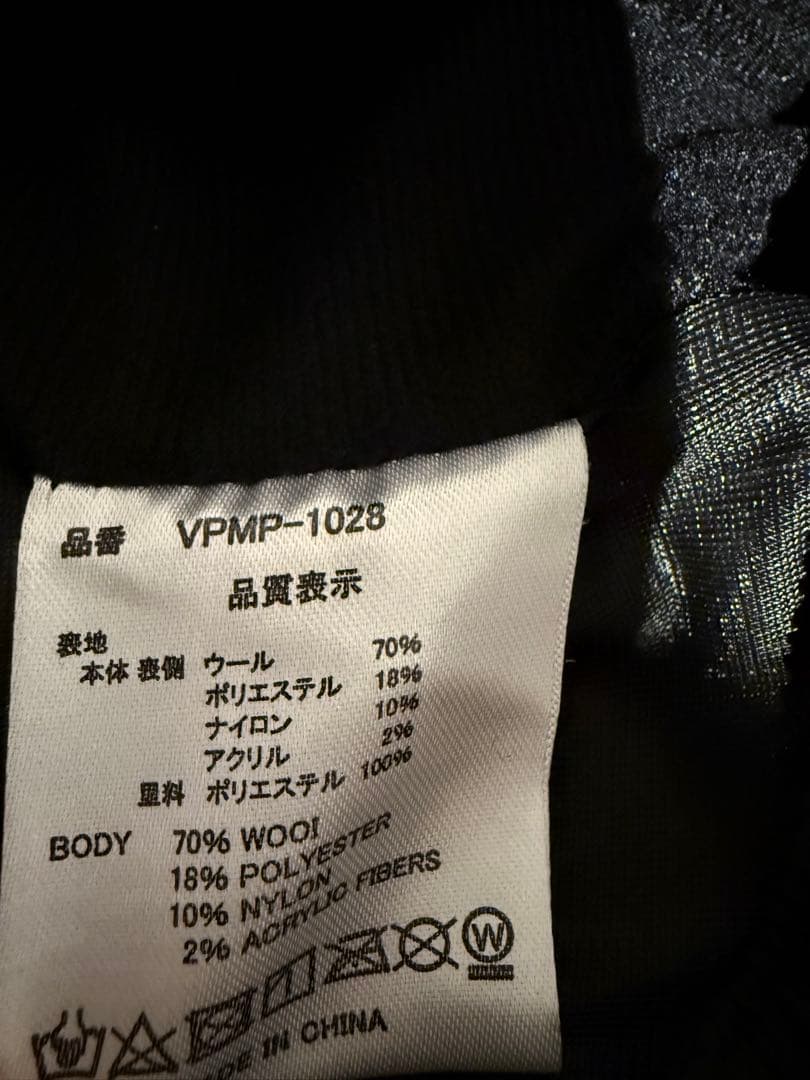 品番 VPMP-1028
品質表示
表地
本体 表側 ウール 70%
ポリエステル 18%
ナイロン 10%
アクリル 2%
里料 ポリエステル 100%
BODY 70% WOOl
18% POLYESTER
10% NYLON
2% ACRYLIC FIBERS
W
DE IN CHINA